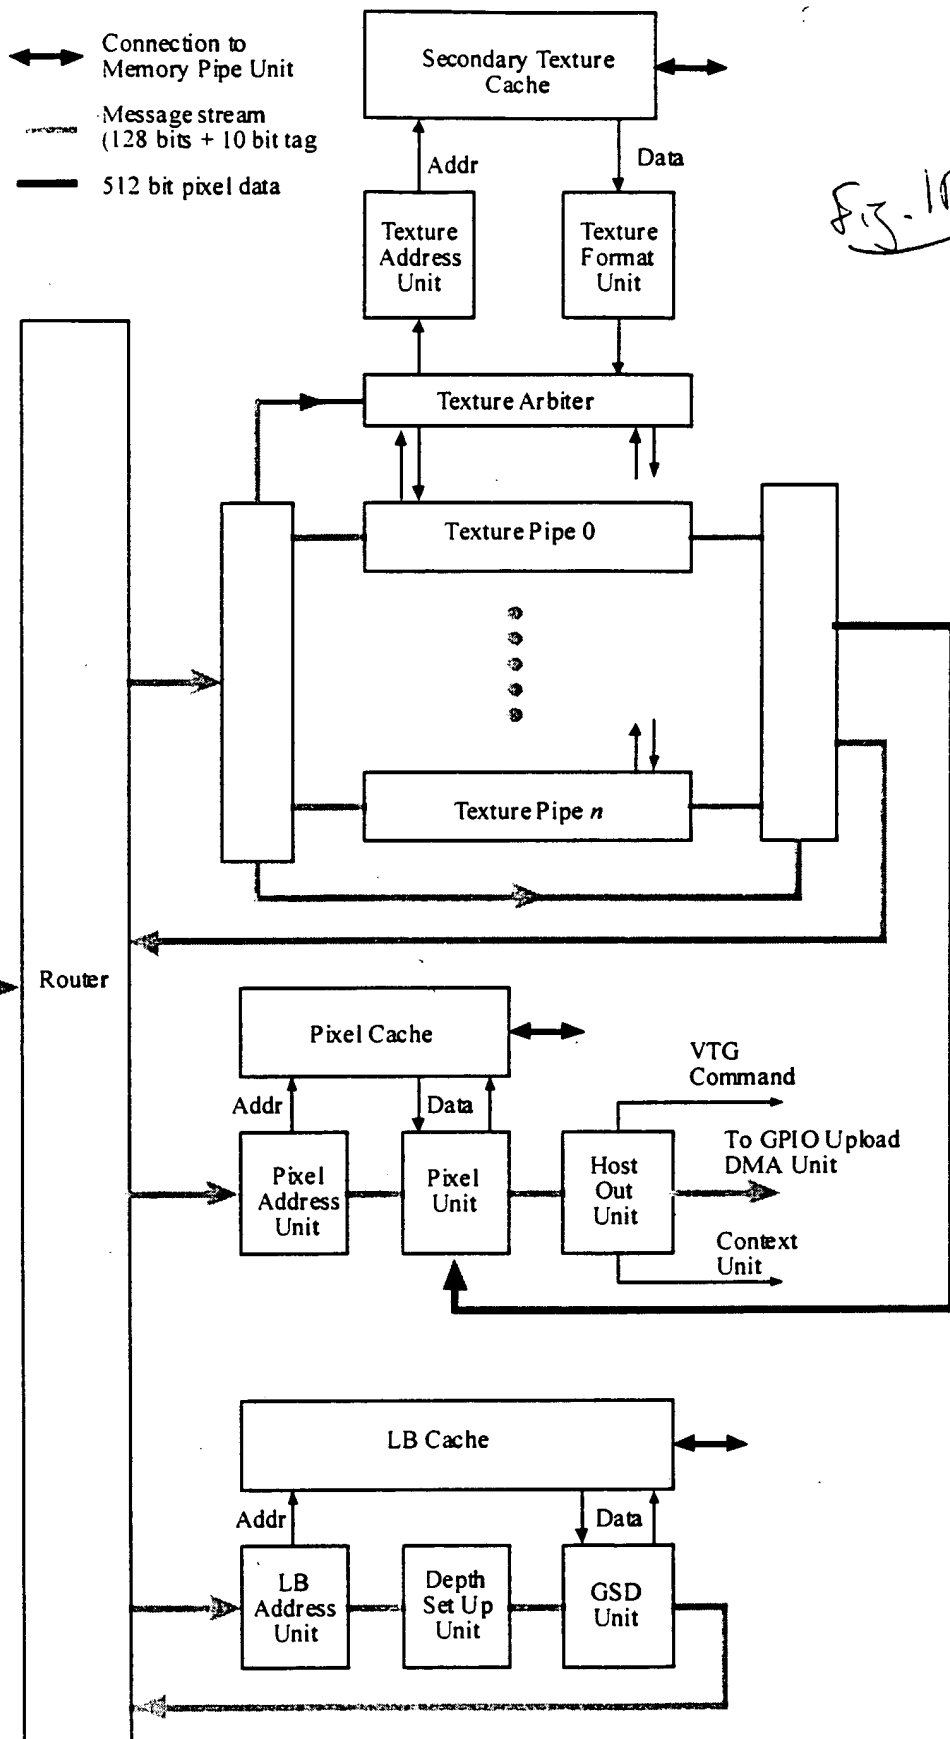 Connection to
Memory Pipe Unit
Message stream
(128 bits + 10 bit tag
512 bit pixel data
Secondary Texture
Cache
Addr
Data
Texture
Address
Unit
Texture
Format
Unit
Texture Arbiter
Texture Pipe 0
Texture Pipe n
Router
Pixel Cache
Addr
Data
VTG
Command
To GPIO Upload
DMA Unit
Pixel
Address
Unit
Pixel
Unit
Host
Out
Unit
Context
Unit
LB Cache
Addr
Data
LB
Address
Unit
Depth
Set Up
Unit
GSD
Unit
Fig.